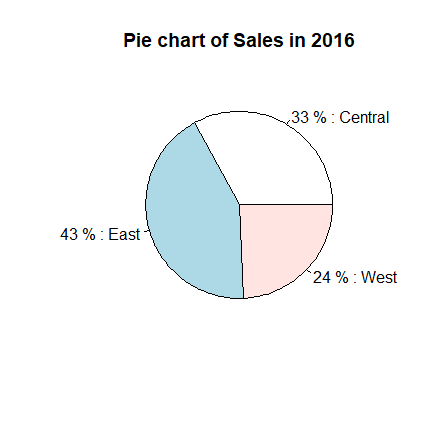 Pie chart of Sales in 2016
33 % : Central
43 % : East
24 % : West